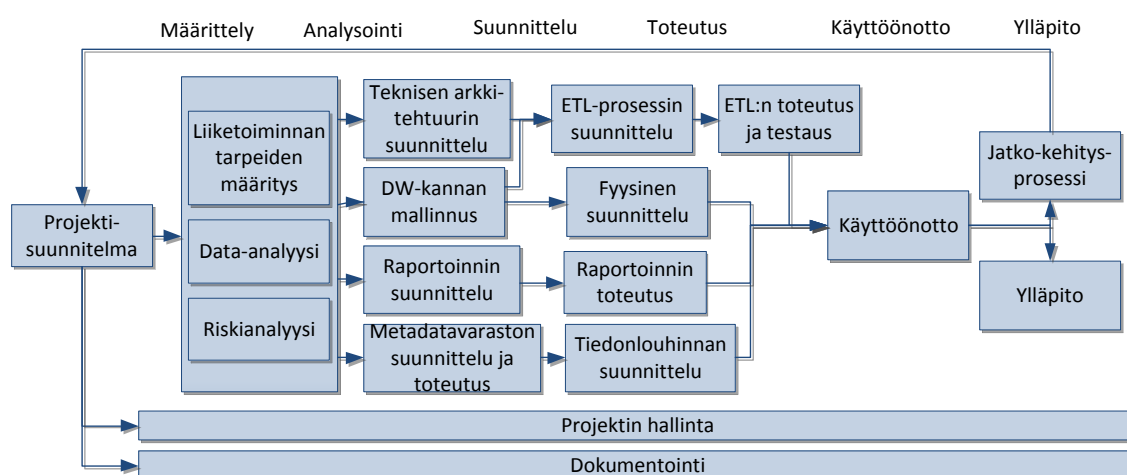 Määrittely
Analysointi
Suunnittelu
Toteutus
Käyttöönotto
Ylläpito
Projekti-
suunnitelma
Liiketoiminnan
tarpeiden
määritys
Data-analyysi
Riskianalyysi
Teknisen arkki-
tehtuurin
suunnittelu
DW-kannan
mallinnus
Raportoinnin
suunnittelu
Metadatavaraston
suunnittelu ja
toteutus
ETL-prosessin
suunnittelu
Fyysinen
suunnittelu
Raportoinnin
toteutus
Tiedonlouhinnan
suunnittelu
ETL:n toteutus
ja testaus
Käyttöönotto
Jatko-kehitys-
prosessi
Ylläpito
Projektin hallinta
Dokumentointi